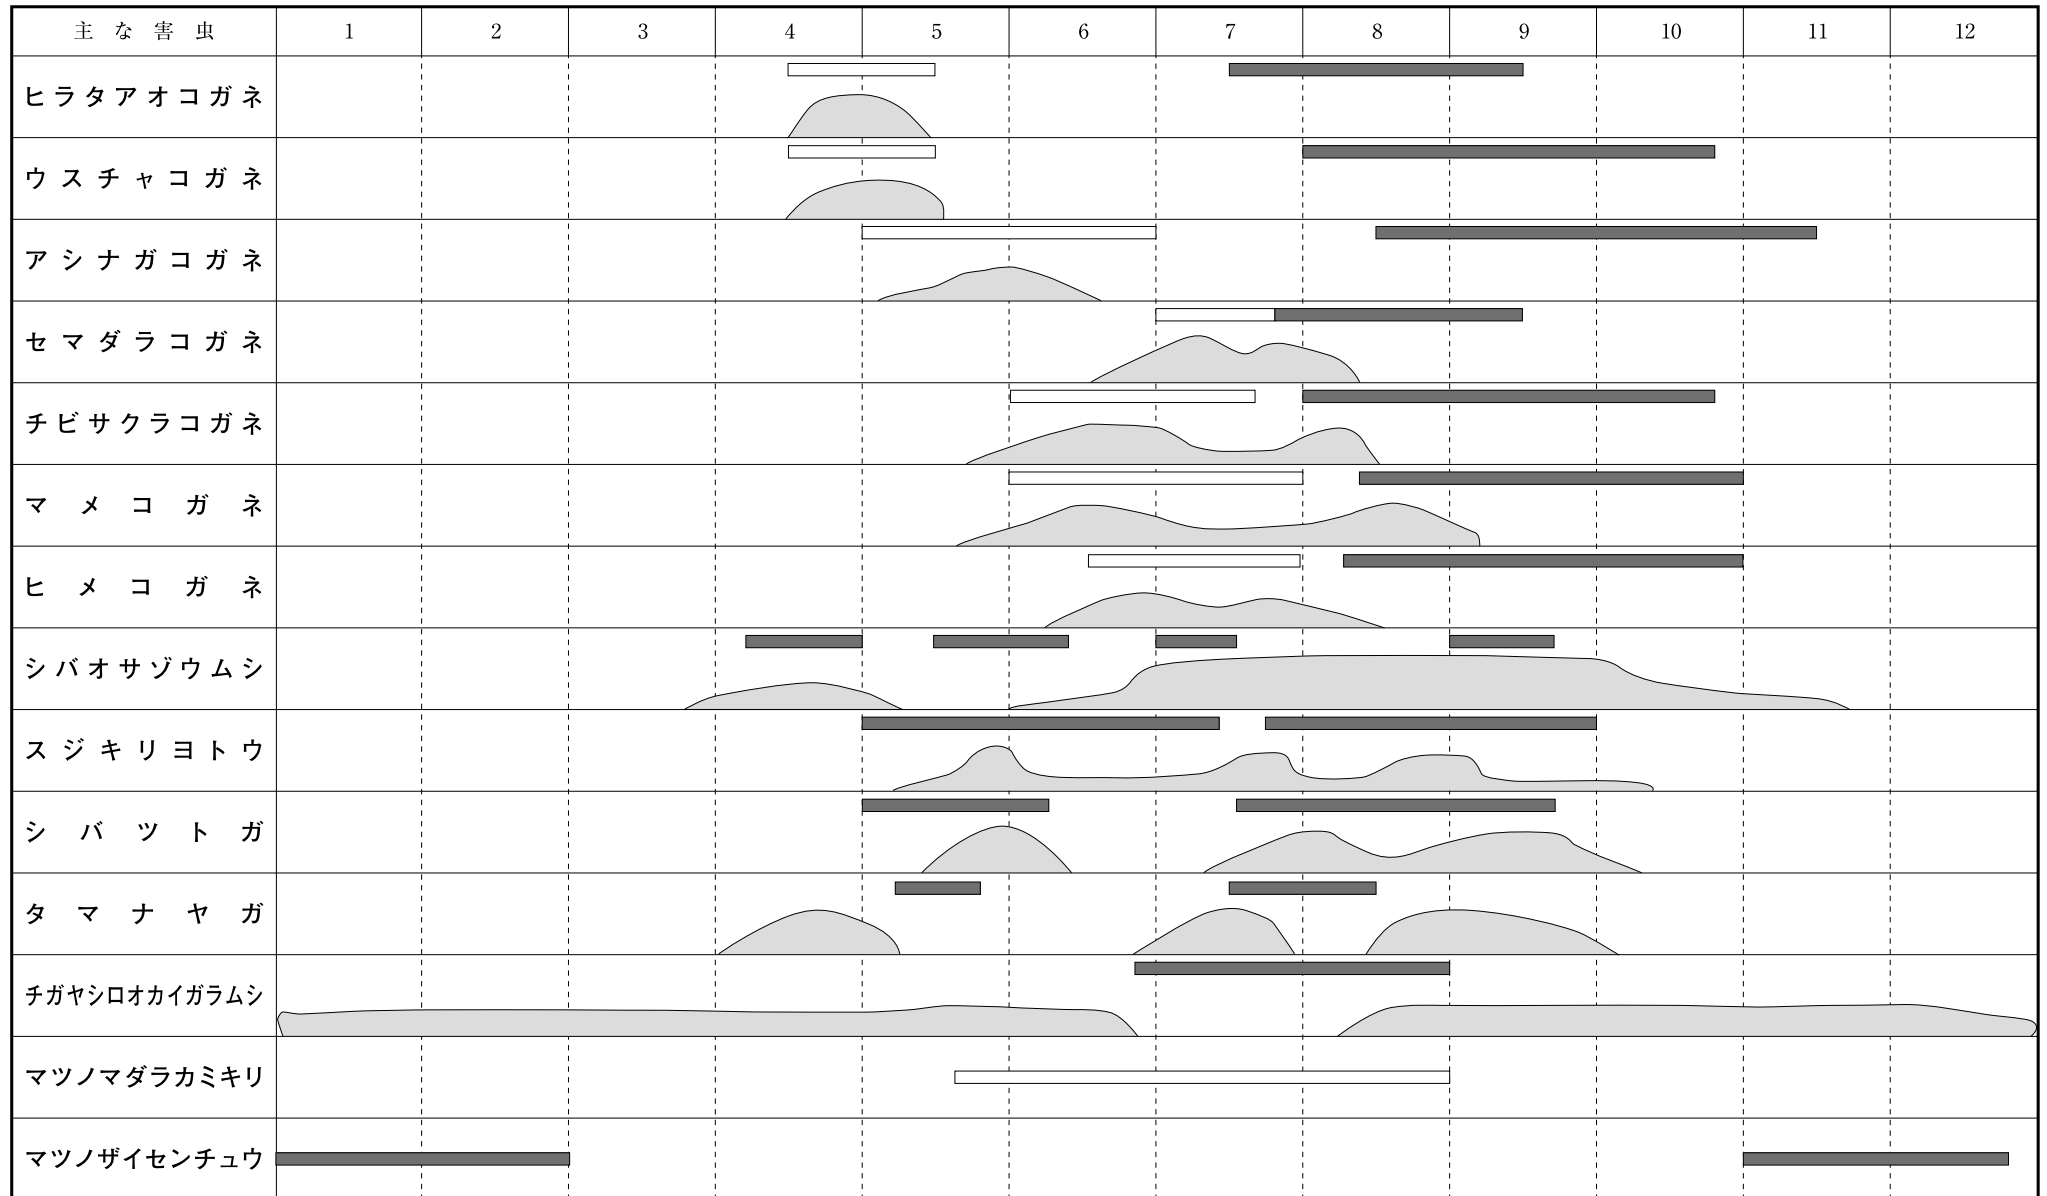 主な害虫 1 2 3 4 5 6 7 8 9 10 11 12
ヒラタアオコガネ
ウスチャコガネ
アシナガコガネ
セマダラコガネ
チビサクラコガネ
マメコガネ
ヒメコガネ
シバオサゾウムシ
スジキリヨトウ
シバツトガ
タマナヤガ
チガヤシロオカイガラムシ
マツノマダラカミキリ
マツノザイセンチュウ